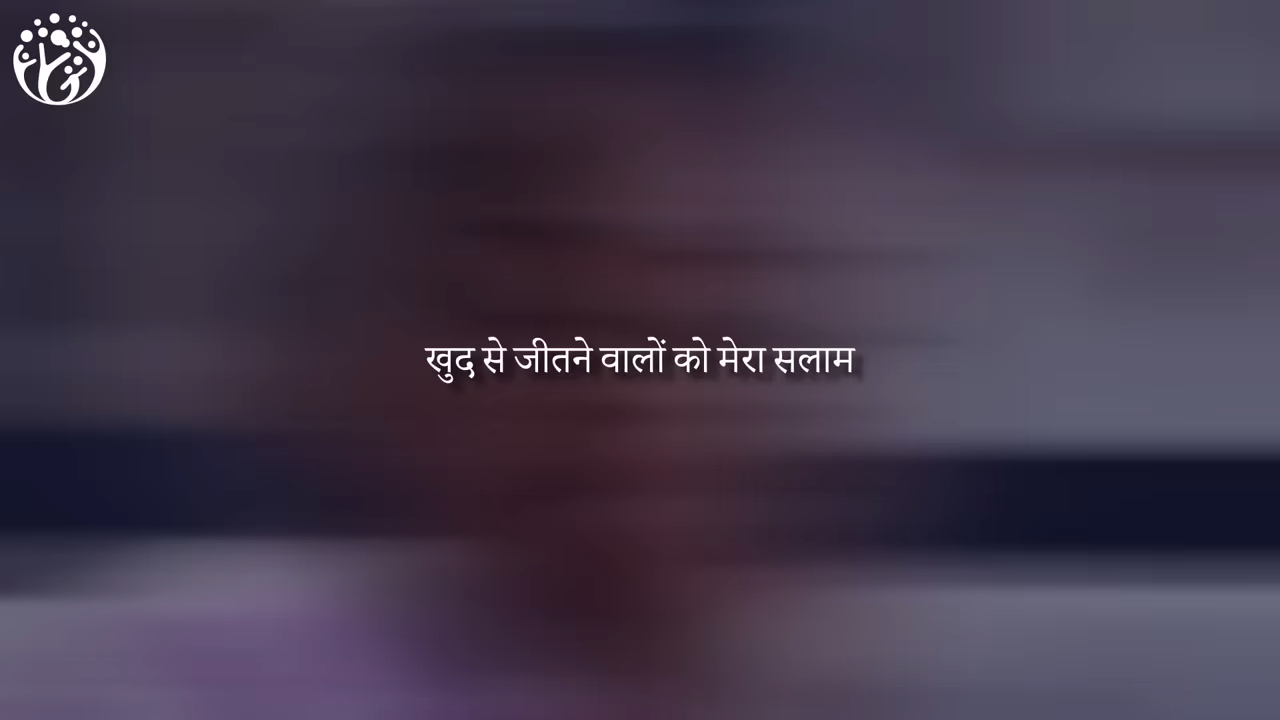 खुद से जीतने वालों को मेरा सलाम